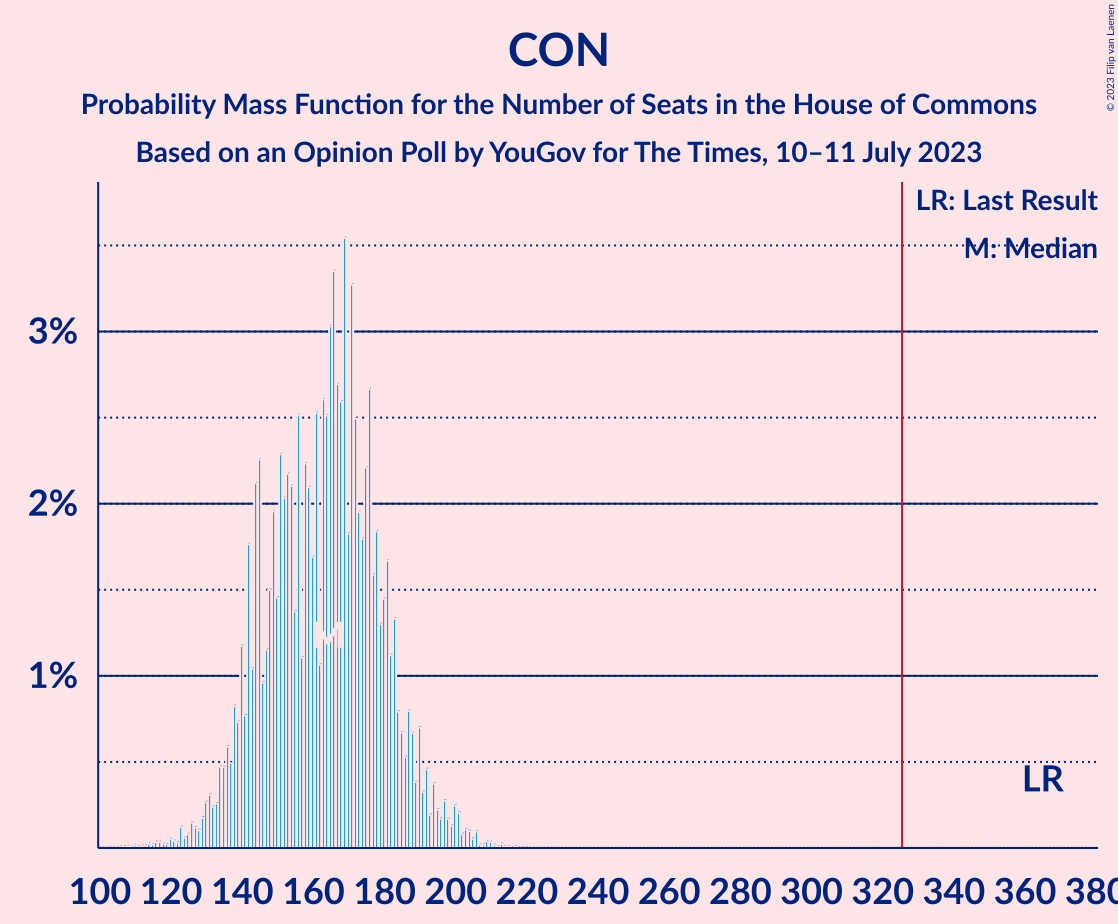 CON
Probability Mass Function for the Number of Seats in the House of Commons
Based on an Opinion Poll by YouGov for The Times, 10–11 July 2023
© 2023 Filip van Laenen
LR: Last Result
M: Median
3%
2%
1%
M
LR
100 120 140 160 180 200 220 240 260 280 300 320 340 360 380